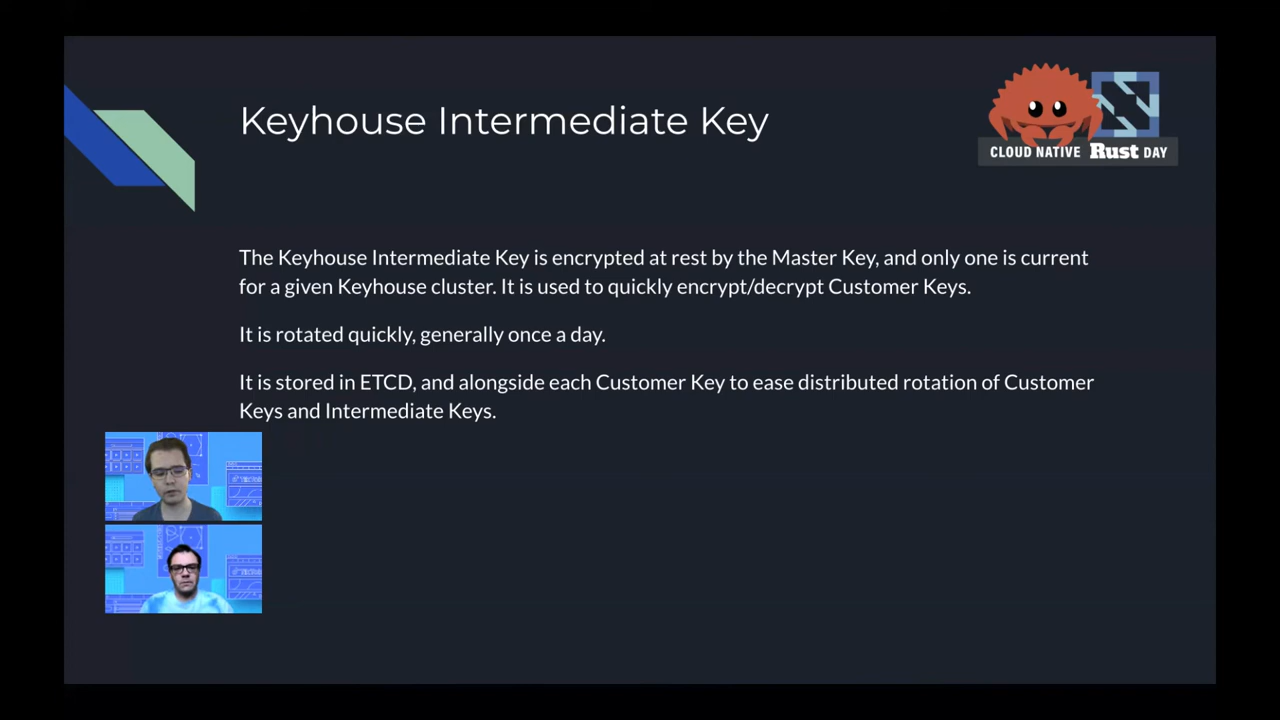 Keyhouse Intermediate Key
CLOUD NATIVE Rust DAY
The Keyhouse Intermediate Key is encrypted at rest by the Master Key, and only one is current
for a given Keyhouse cluster. It is used to quickly encrypt/decrypt Customer Keys.
It is rotated quickly, generally once a day.
It is stored in ETCD, and alongside each Customer Key to ease distributed rotation of Customer
Keys and Intermediate Keys.